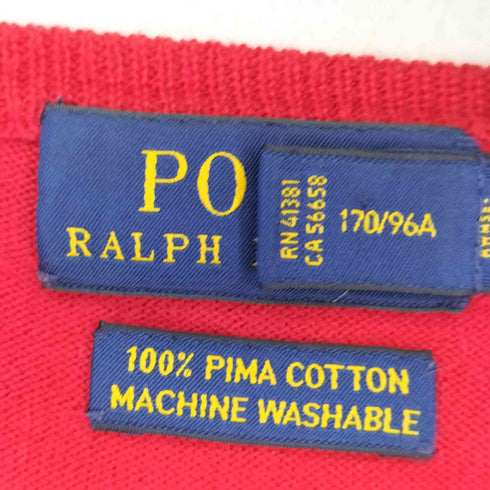 PO
RALPH
RN 41381
CA 56658
170/96A
100% PIMA COTTON
MACHINE WASHABLE